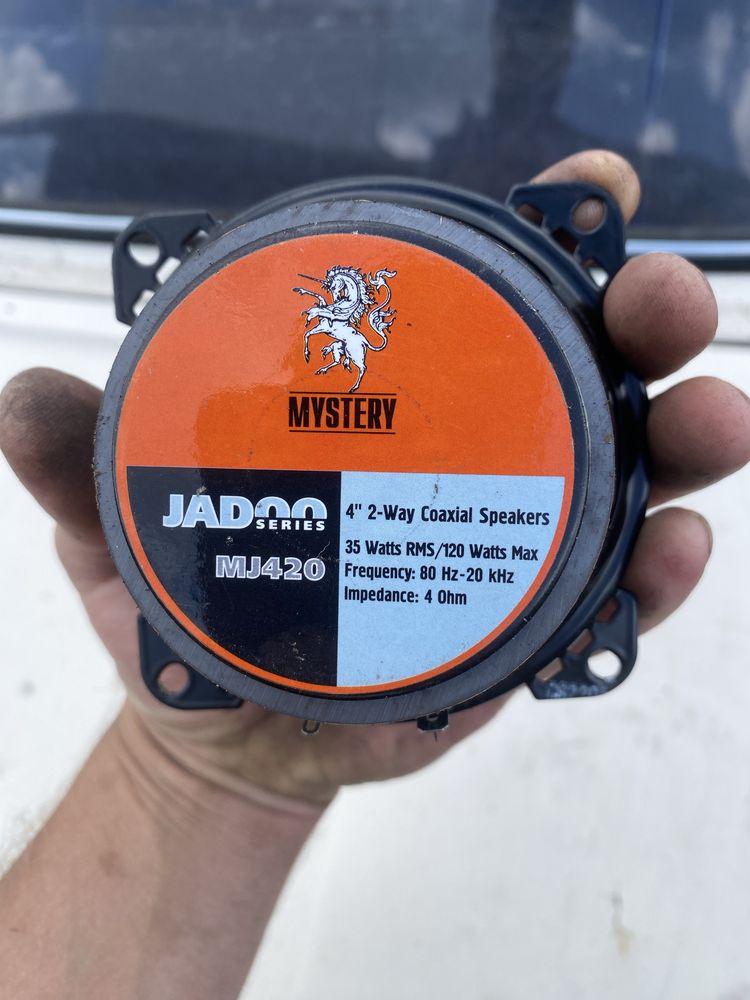 MYSTERY
JADOO
SERIES
MJ420
4" 2-Way Coaxial Speakers
35 Watts RMS/120 Watts Max
Frequency: 80 Hz-20 kHz
Impedance: 4 Ohm